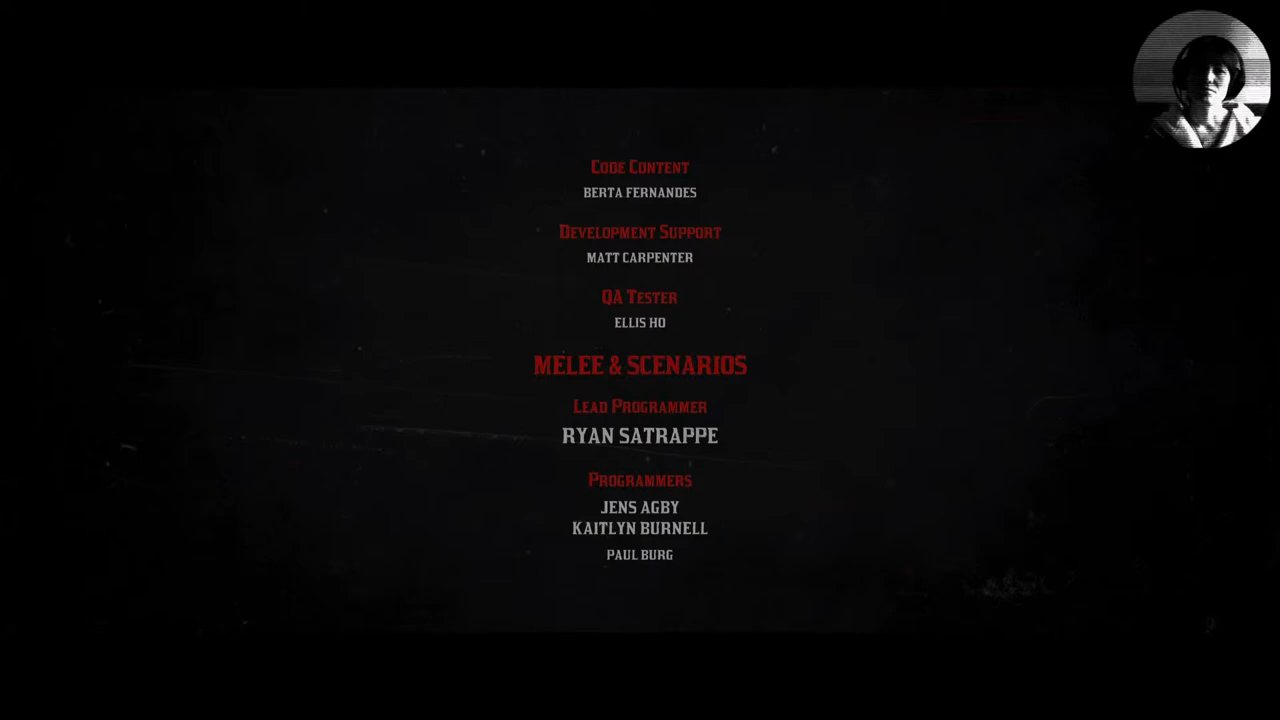 Code Content
BERTA FERNANDES
Development Support
MATT CARPENTER
QA Tester
ELLIS HO
MELEE & SCENARIOS
Lead Programmer
RYAN SATRAPPE
Programmers
JENS AGBY
KAITLYN BURNELL
PAUL BURG